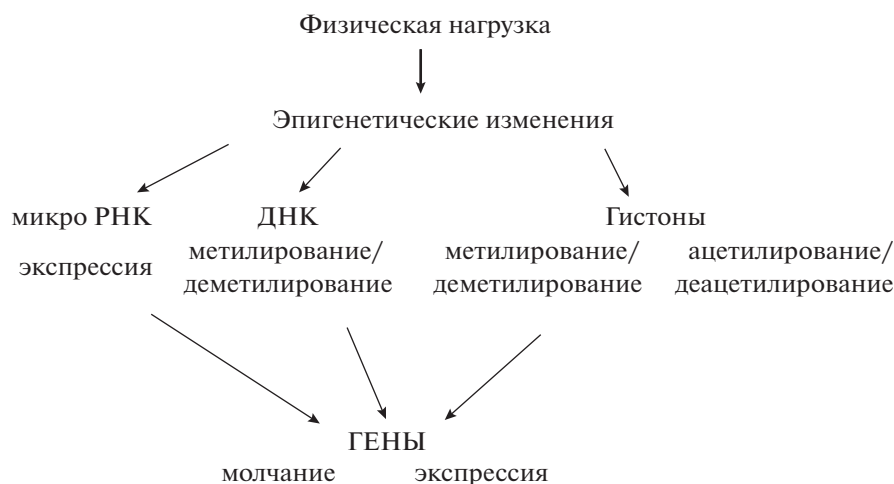 Физическая нагрузка
Эпигенетические изменения
микро РНК
экспрессия
ДНК
метилирование/
деметилирование
Гистоны
метилирование/
деметилирование
ацетилирование/
деацетилирование
ГЕНЫ
молчание экспрессия